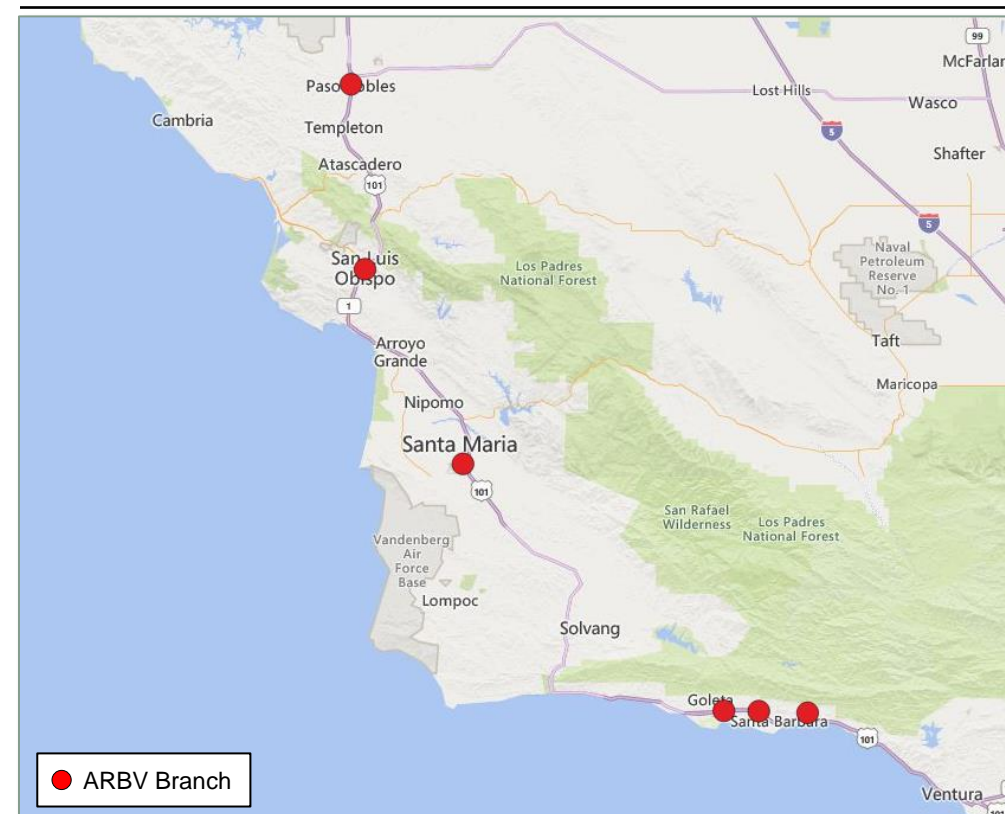 99
McFarlan
Paso Robles
Lost Hills
Wasco
Cambria
Templeton
5
Shafter
Atascadero
101
5
Naval
Petroleum
Reserve
No. 1
San Luis
Obispo
Los Padres
National Forest
1
Taft
Arroyo
Grande
Maricopa
Nipomo
Santa Maria
101
San Rafael
Wilderness
Los Padres
National Forest
Vandenberg
Air
Force
Base
Lompoc
Solvang
Goleta
Santa Barbara
101
ARBV Branch
Ventura
101